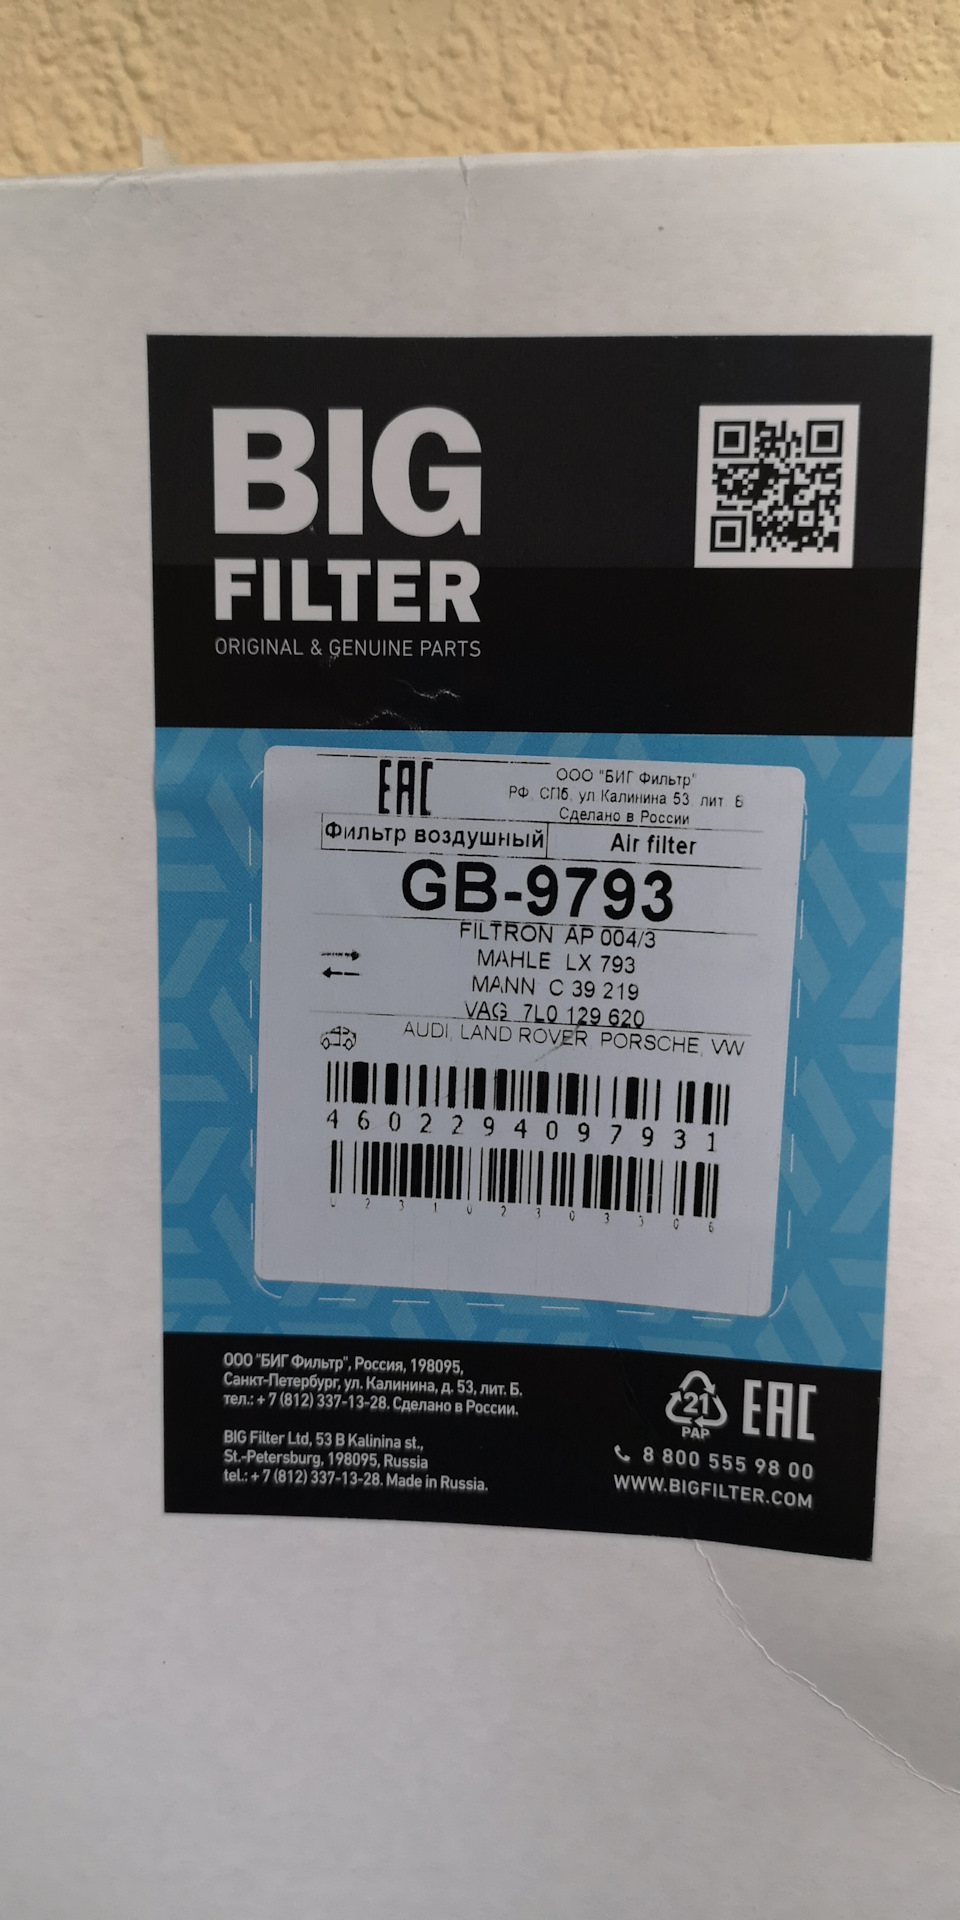 BIG
FILTER
ORIGINAL & GENUINE PARTS
EAC
ООО "БИГ Фильтр"
РФ, СПб, ул Калинина 53 лит Б
Сделано в России
Фильтр воздушный Air filter
GB-9793
FILTRON AP 004/3
MAHLE LX 793
MANN C 39 219
VAG 7L0 129 620
AUDI, LAND ROVER, PORSCHE, VW
4602294097931
ООО "БИГ Фильтр", Россия, 198095,
Санкт-Петербург, ул. Калинина, д. 53, лит. Б.
тел.: + 7 (812) 337-13-28. Сделано в России.
BIG Filter Ltd, 53 B Kalinina st.,
St.-Petersburg, 198095, Russia
tel.: + 7 (812) 337-13-28. Made in Russia.
21
PAP
EAC
8 800 555 98 00
WWW.BIGFILTER.COM